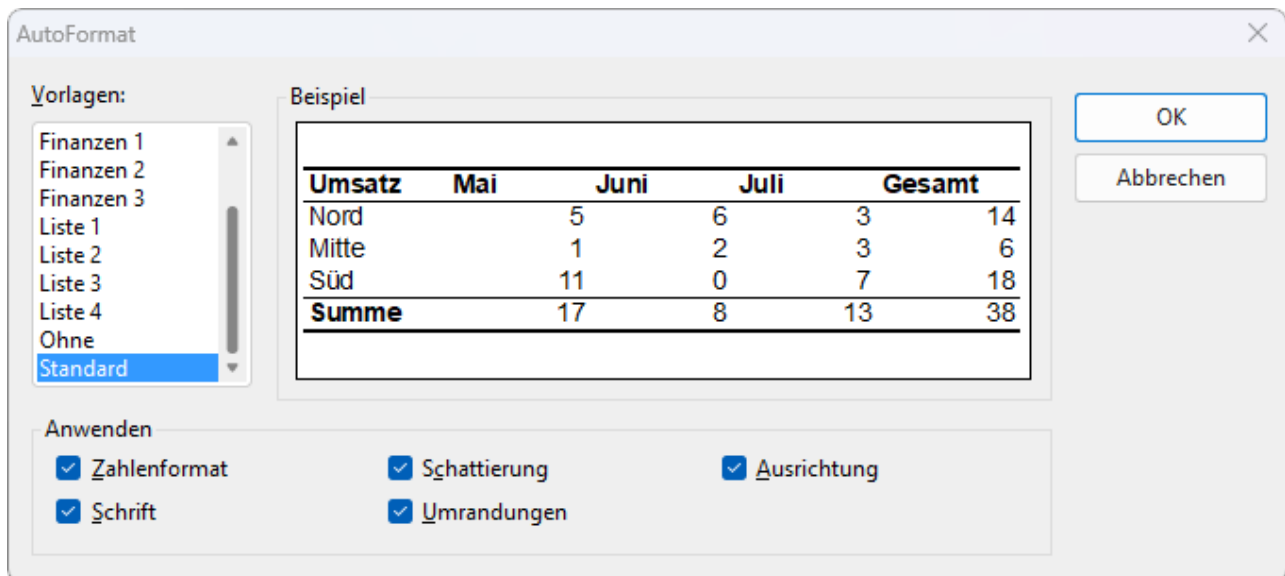 AutoFormat
Vorlagen:
Finanzen 1
Finanzen 2
Finanzen 3
Liste 1
Liste 2
Liste 3
Liste 4
Ohne
Standard
Beispiel
Umsatz Mai Juni Juli Gesamt
Nord 5 6 3 14
Mitte 1 2 3 6
Süd 11 0 7 18
Summe 17 8 13 38
OK
Abbrechen
Anwenden
Zahlenformat Schattierung Ausrichtung
Schrift Umrandungen